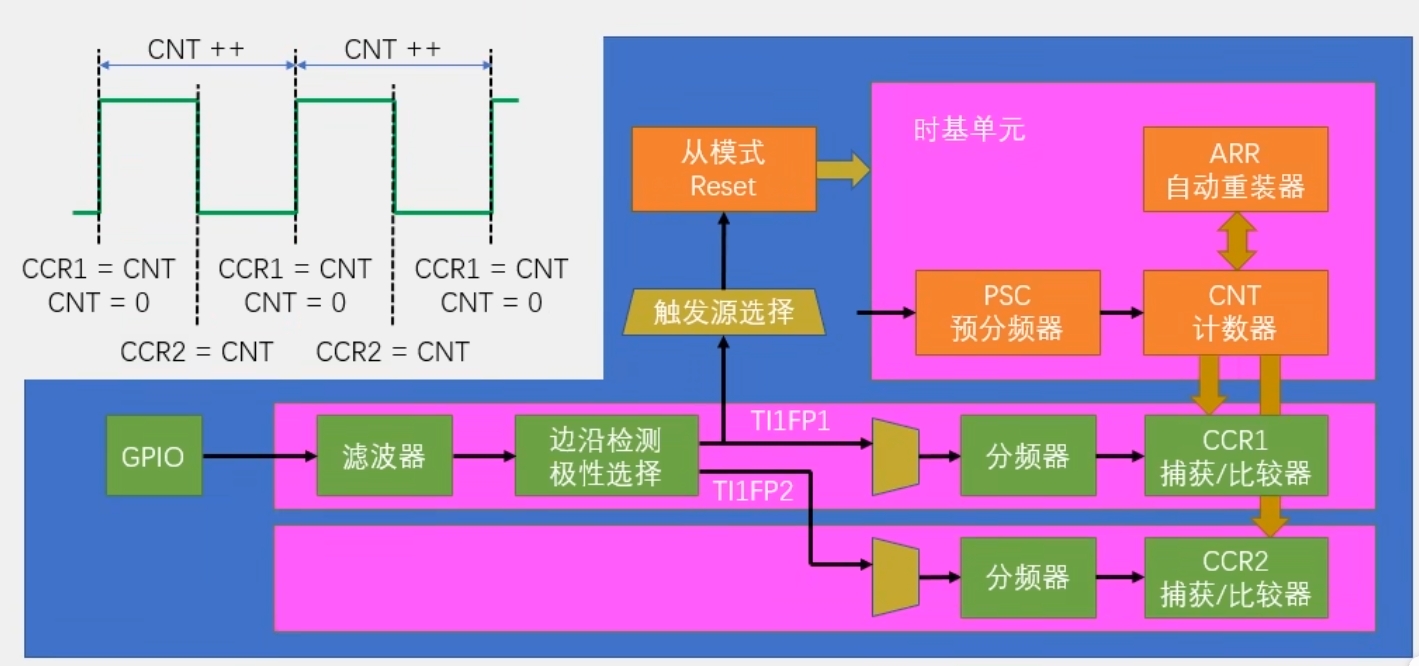 CNT ++ CNT ++
CCR1 = CNT CCR1 = CNT CCR1 = CNT
CNT = 0 CNT = 0 CNT = 0
CCR2 = CNT CCR2 = CNT
时基单元
从模式
Reset
ARR
自动重装器
触发源选择
PSC
预分频器
CNT
计数器
GPIO
滤波器
边沿检测
极性选择
TI1FP1
TI1FP2
分频器
CCR1
捕获/比较器
分频器
CCR2
捕获/比较器